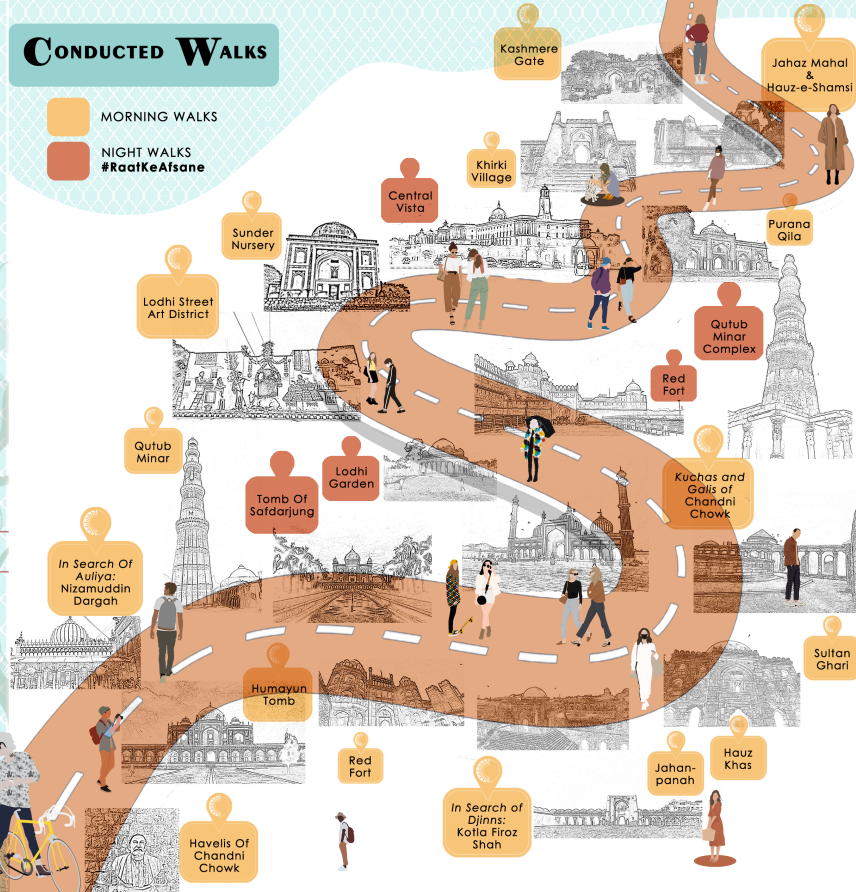 CONDUCTED WALKS
MORNING WALKS
NIGHT WALKS
#RaatKeAfsane
Kashmere
Gate
Jahaz Mahal
&
Hauz-e-Shamsi
Khirki
Village
Central
Vista
Sunder
Nursery
Purana
Qila
Lodhi Street
Art District
Qutub
Minar
Complex
Red
Fort
Qutub
Minar
Lodhi
Garden
Tomb Of
Safdarjung
Kuchas and
Galis of
Chandni
Chowk
In Search Of
Auliya:
Nizamuddin
Dargah
Sultan
Ghari
Humayun
Tomb
Red
Fort
Jahan-
panah
Hauz
Khas
In Search of
Djinns:
Kotla Firoz
Shah
Havelis Of
Chandni
Chowk